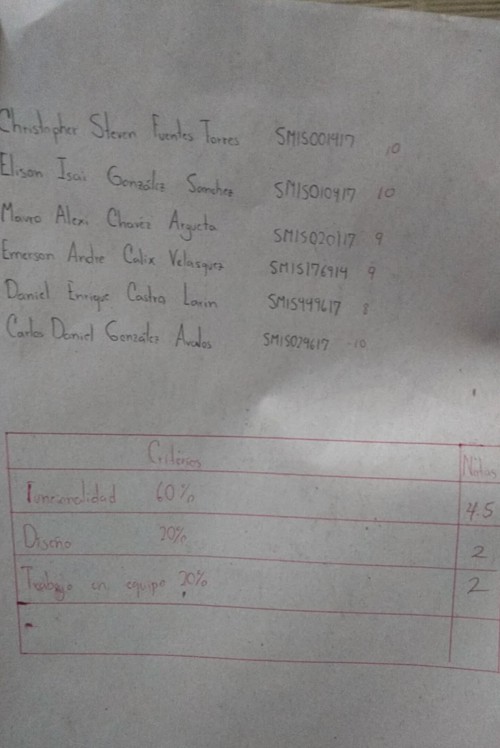 Christopher Steven Fuentes Torres SMIS001417 10
Elison Isai González Sanchez SMIS010417 10
Mauro Alexi Chavéz Argueta SMIS020117 9
Emerson Andre Calix Velasquez SMIS176914 9
Daniel Enrique Castro Larin SMIS449617 8
Carlos Daniel González Avalos SMIS029617 10
Criterios Notas
Funcionalidad 60% 4.5
Diseño 20% 2
Trabajo en equipo 20% 2